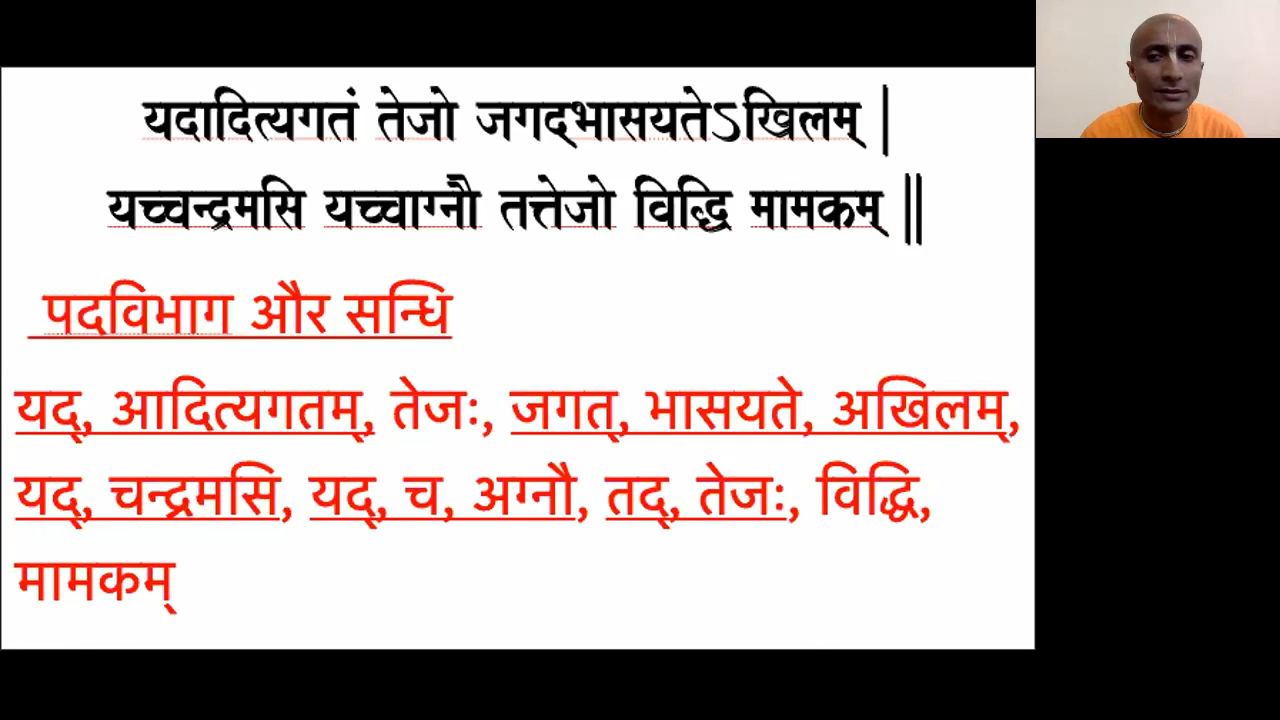 यदादित्यगतं तेजो जगद्भासयतेऽखिलम् |
यच्चन्द्रमसि यच्चाग्नौ तत्तेजो विद्धि मामकम् ||
पदविभाग और सन्धि
यद्, आदित्यगतम्, तेजः, जगत्, भासयते, अखिलम्,
यद्, चन्द्रमसि, यद्, च, अग्नौ, तद्, तेजः, विद्धि,
मामकम्